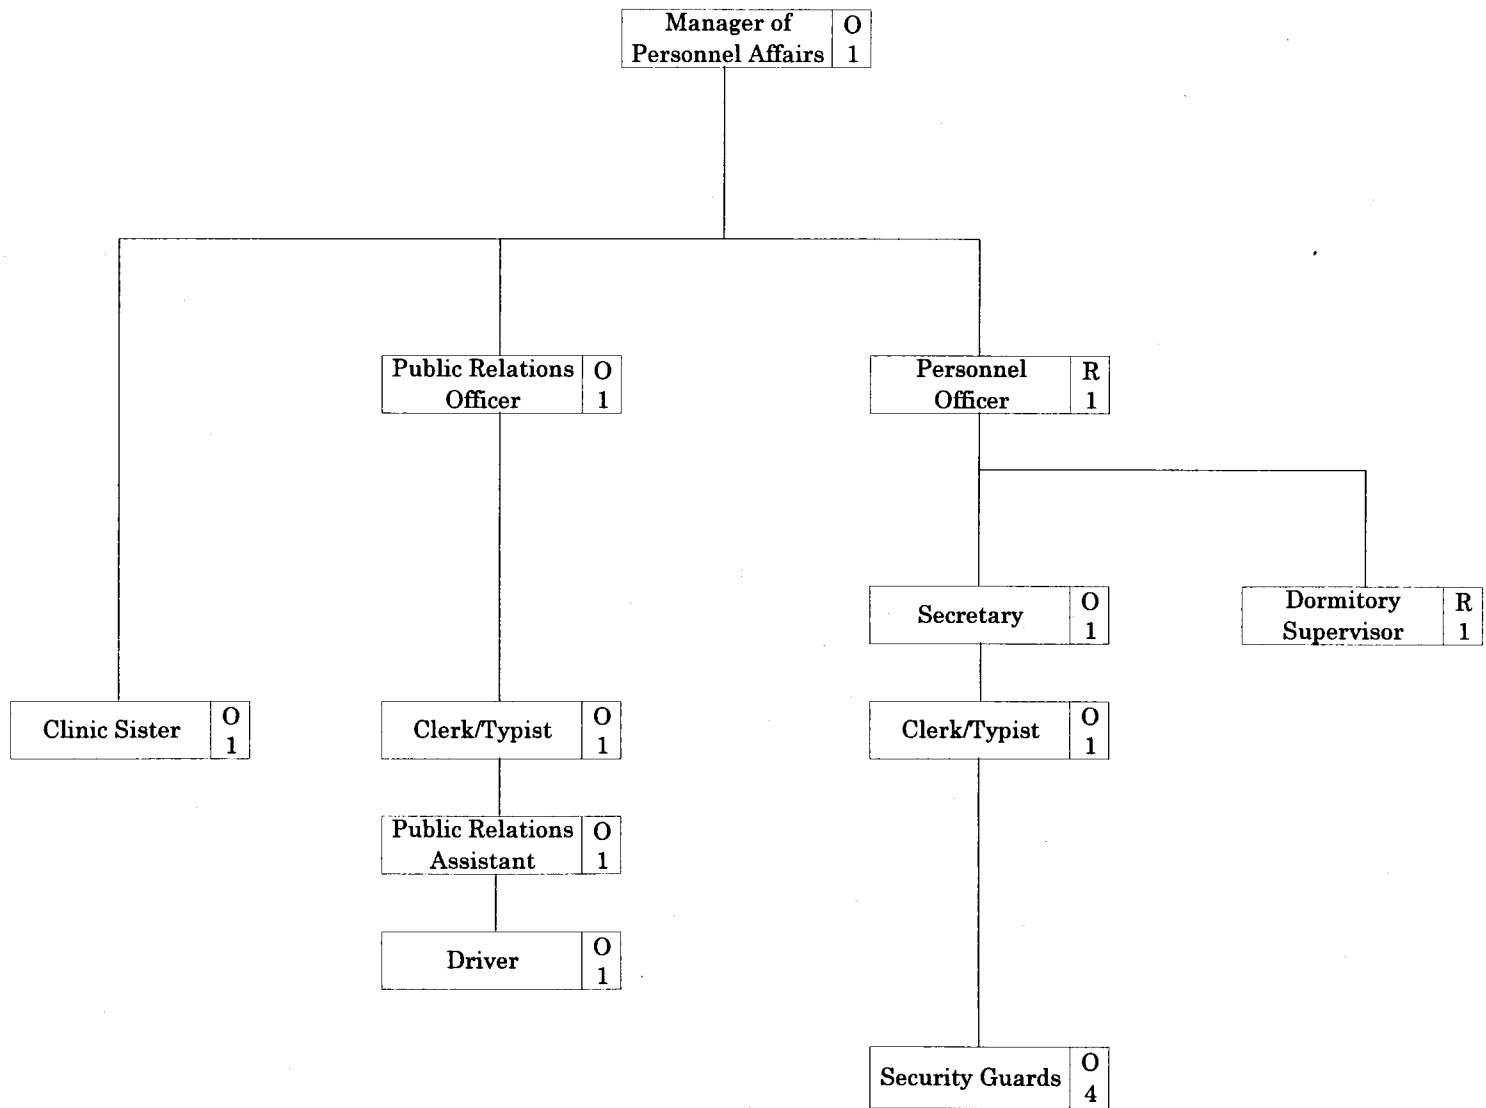 Manager of O
Personnel Affairs 1
Public Relations O
Officer 1
Personnel R
Officer 1
Secretary O
1
Dormitory R
Supervisor 1
Clinic Sister O
1
Clerk/Typist O
1
Clerk/Typist O
1
Public Relations O
Assistant 1
Driver O
1
Security Guards O
4